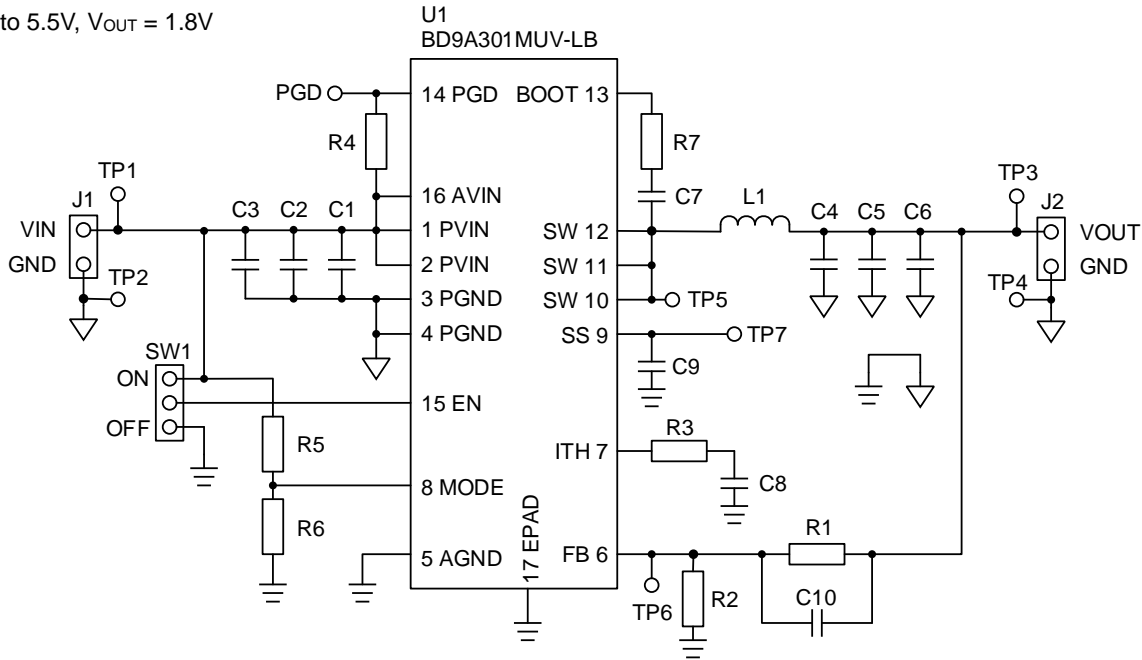 to 5.5V, VOUT = 1.8V
U1
BD9A301MUV-LB
PGD
14 PGD
BOOT 13
R4
R7
TP1
J1
16 AVIN
C7
L1
TP3
J2
C3
C2
C1
C4
C5
C6
VIN
1 PVIN
SW 12
VOUT
GND
2 PVIN
SW 11
GND
TP2
3 PGND
SW 10
TP5
TP4
4 PGND
SS 9
TP7
SW1
C9
ON
15 EN
OFF
R5
ITH 7
R3
C8
8 MODE
R6
17 EPAD
R1
5 AGND
FB 6
TP6
R2
C10